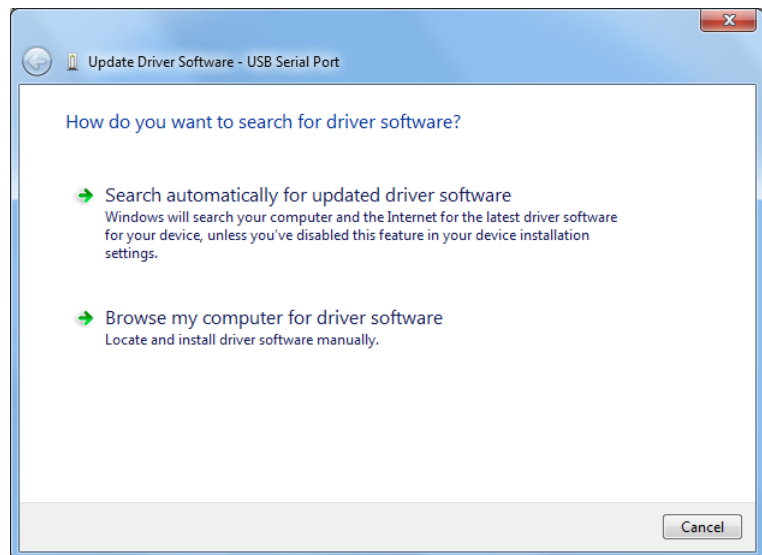 Update Driver Software - USB Serial Port
How do you want to search for driver software?
Search automatically for updated driver software
Windows will search your computer and the Internet for the latest driver software
for your device, unless you've disabled this feature in your device installation
settings.
Browse my computer for driver software
Locate and install driver software manually.
Cancel